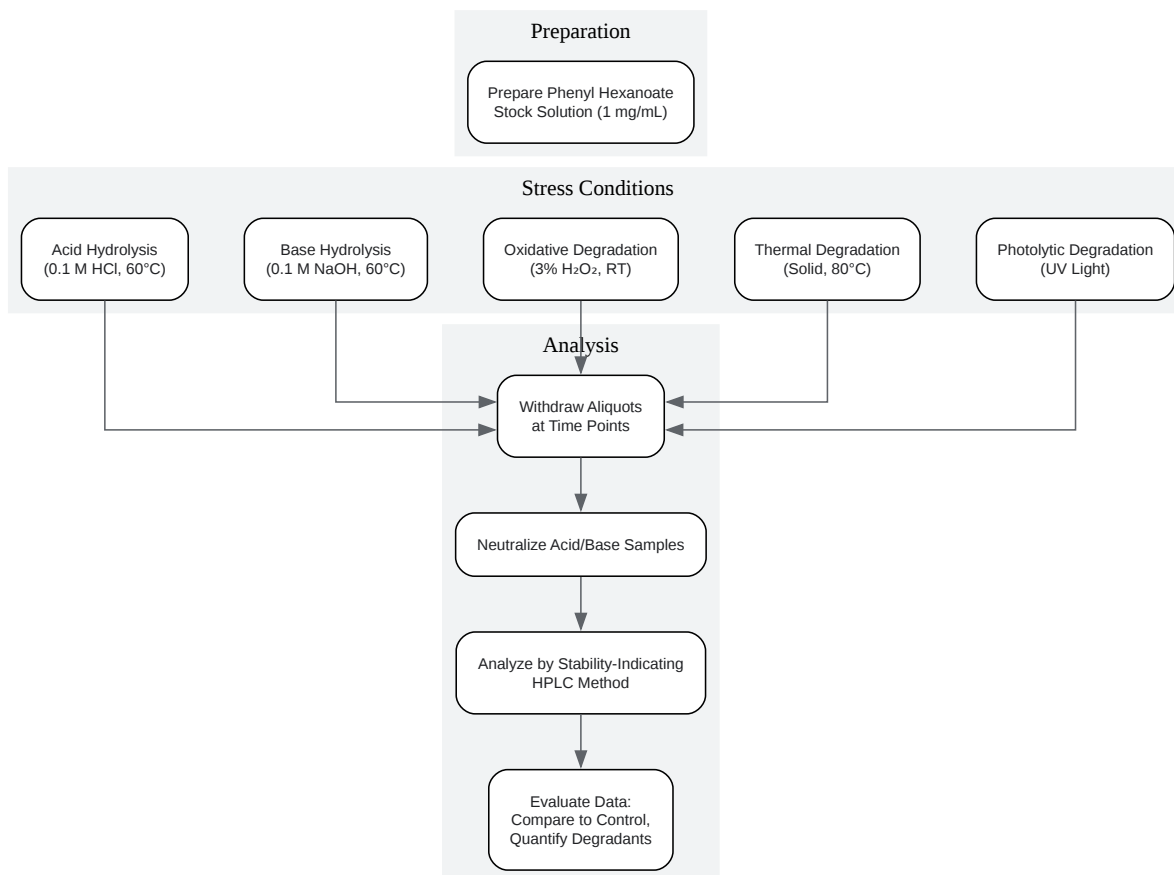 Preparation
Prepare Phenyl Hexanoate
Stock Solution (1 mg/mL)
Stress Conditions
Acid Hydrolysis
(0.1 M HCl, 60°C)
Base Hydrolysis
(0.1 M NaOH, 60°C)
Oxidative Degradation
(3% H₂O₂, RT)
Thermal Degradation
(Solid, 80°C)
Photolytic Degradation
(UV Light)
Analysis
Withdraw Aliquots
at Time Points
Neutralize Acid/Base Samples
Analyze by Stability-Indicating
HPLC Method
Evaluate Data:
Compare to Control,
Quantify Degradants